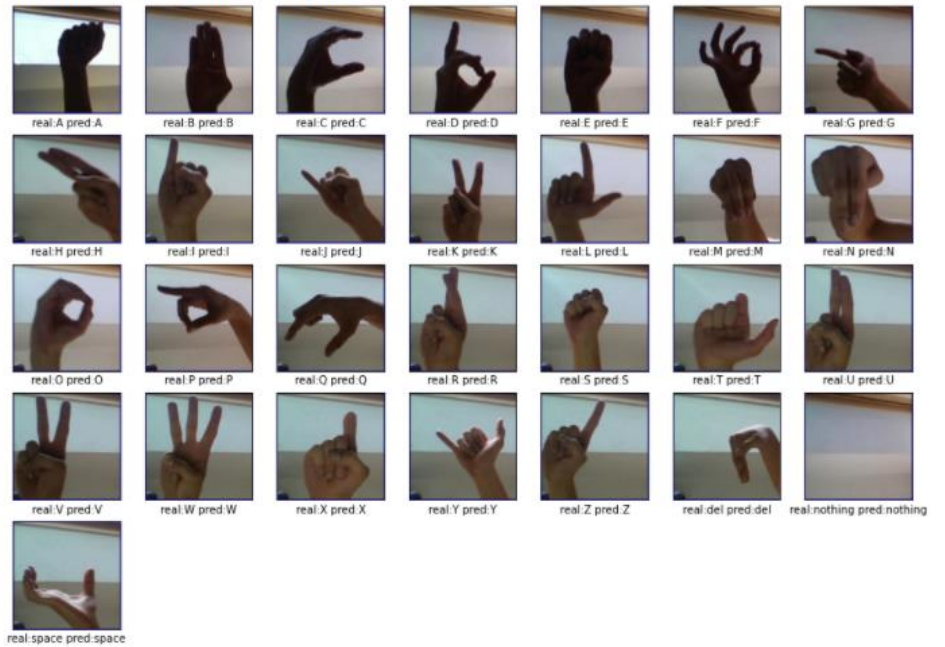 real:A pred:A real:B pred:B real:C pred:C real:D pred:D real:E pred:E real:F pred:F real:G pred:G
real:H pred:H real:I pred:I real:J pred:J real:K pred:K real:L pred:L real:M pred:M real:N pred:N
real:O pred:O real:P pred:P real:Q pred:Q real:R pred:R real:S pred:S real:T pred:T real:U pred:U
real:V pred:V real:W pred:W real:X pred:X real:Y pred:Y real:Z pred:Z real:del pred:del real:nothing pred:nothing
real:space pred:space